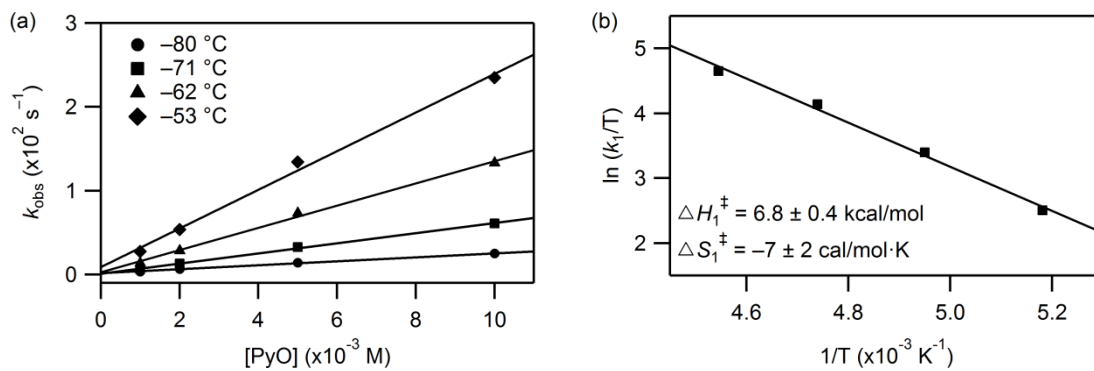 (a)
–80 °C
–71 °C
–62 °C
–53 °C
k_obs (x10² s⁻¹)
3
2
1
0
0 2 4 6 8 10
[PyO] (x10⁻³ M)
(b)
ln (k₁/T)
5
4
3
2
△H₁‡ = 6.8 ± 0.4 kcal/mol
△S₁‡ = –7 ± 2 cal/mol·K
4.6 4.8 5.0 5.2
1/T (x10⁻³ K⁻¹)